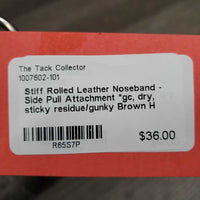 The Tack Collector
1007602-101
Stiff Rolled Leather Noseband -
Side Pull Attachment *gc, dry,
sticky residue/gunky Brown H
$36.00
R65S7P